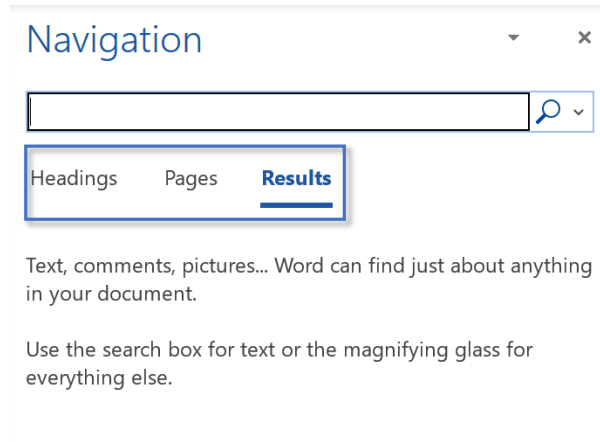 Navigation
Headings Pages Results
Text, comments, pictures... Word can find just about anything
in your document.
Use the search box for text or the magnifying glass for
everything else.